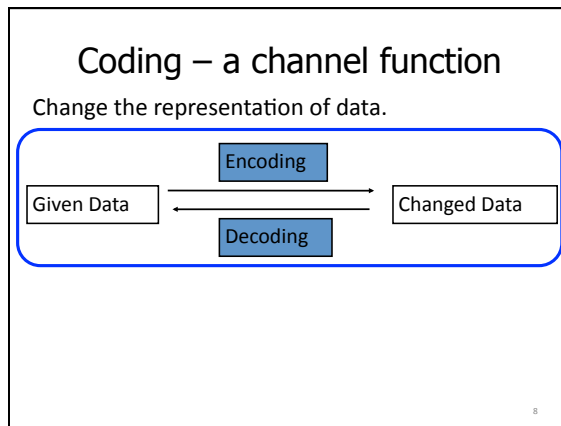 Coding – a channel function
Change the representation of data.
Encoding
Given Data
Changed Data
Decoding
8